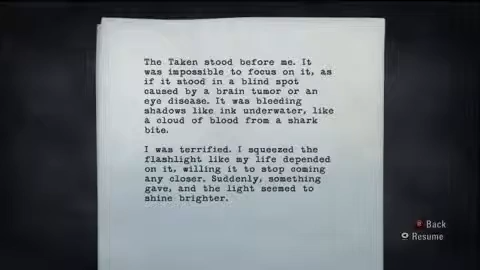 The Taken stood before me. It
was impossible to focus on it, as
if it stood in a blind spot
caused by a brain tumor or an
eye disease. It was bleeding
shadows like ink underwater, like
a cloud of blood from a shark
bite.
I was terrified. I squeezed the
flashlight like my life depended
on it, willing it to stop coming
any closer. Suddenly, something
gave, and the light seemed to
shine brighter.
Back
Resume